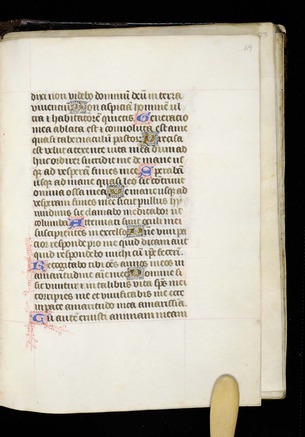 dixi non videbo dominum deum in terra
viventium Non aspiciam hominem ul
tra et habitatorem quietis Generacio
mea ablata est et convoluta est a me
quasi tabernaculum pastorum Precisa
est velut a texente vita mea dum ad
huc ordirer succidit me de mane us
que ad vesperam finies me Sperabam
usque ad mane quasi leo sic contrivit
omnia ossa mea De mane usque ad
vesperam finies me sicut pullus hy
rundinis sic clamabo meditabor ut
columba Attenuati sunt oculi mei
suspicientes in excelsum Domine vim pa
cior responde pro me quid dicam aut
quid respondebit michi cum ipse fecerit
Recogitabo tibi omnes annos meos in
amaritudine anime mee Domine si
sic vivitur et in talibus vita spiritus mei
corripies me et vivificabis me ecce
in pace amaritudo mea amarissima
Tu autem eruisti animam meam